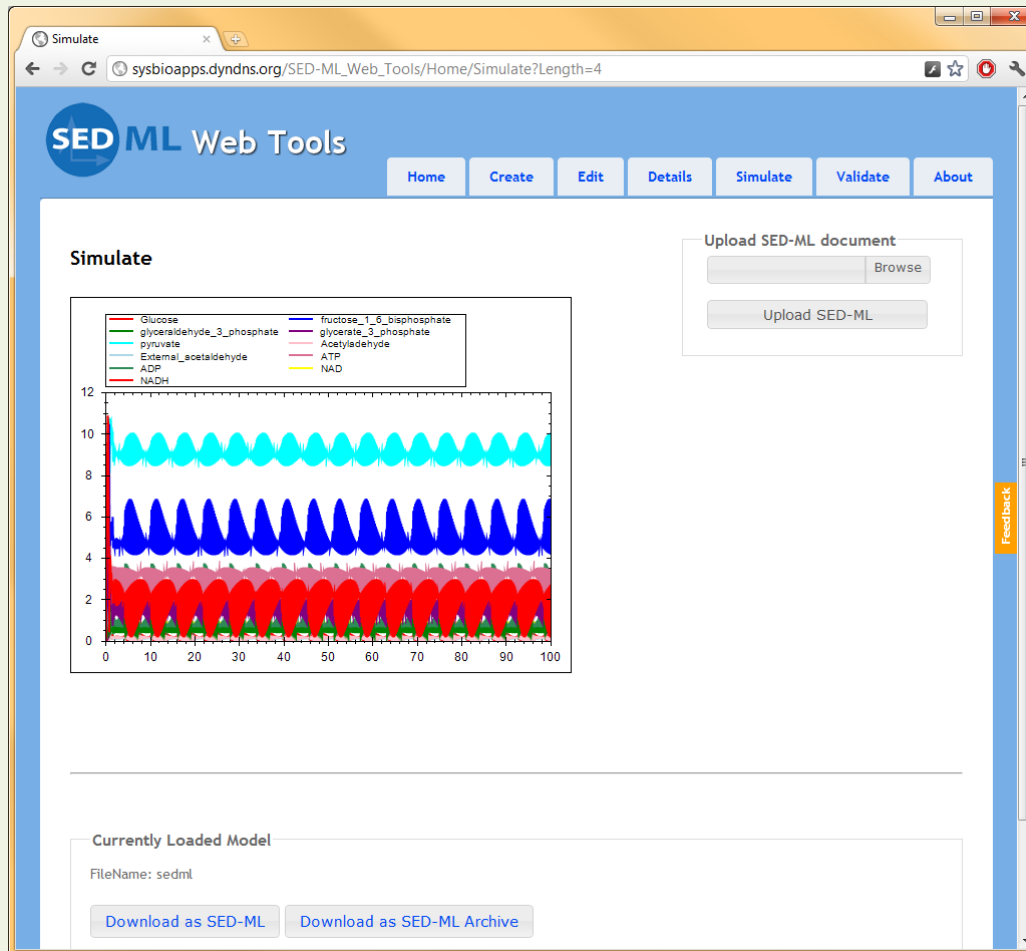 Simulate
sysbioapps.dyndns.org/SED-ML_Web_Tools/Home/Simulate?Length=4
SED ML Web Tools
Home Create Edit Details Simulate Validate About
Simulate
Upload SED-ML document
Browse
Upload SED-ML
Glucose fructose_1_6_bisphosphate
glyceraldehyde_3_phosphate glycerate_3_phosphate
pyruvate Acetyladehyde
External_acetaldehyde ATP
ADP NAD
NADH
12
10
8
6
4
2
0
0 10 20 30 40 50 60 70 80 90 100
Feedback
Currently Loaded Model
FileName: sedml
Download as SED-ML Download as SED-ML Archive